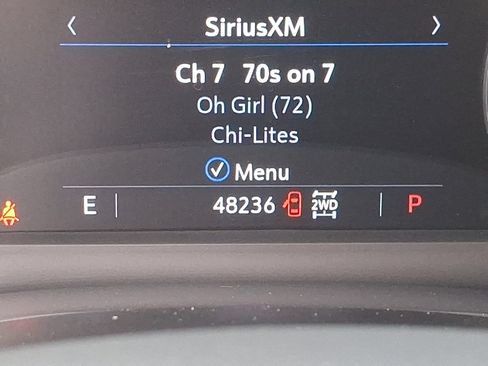 SiriusXM
Ch 7 70s on 7
Oh Girl (72)
Chi-Lites
Menu
E 48236 2WD P